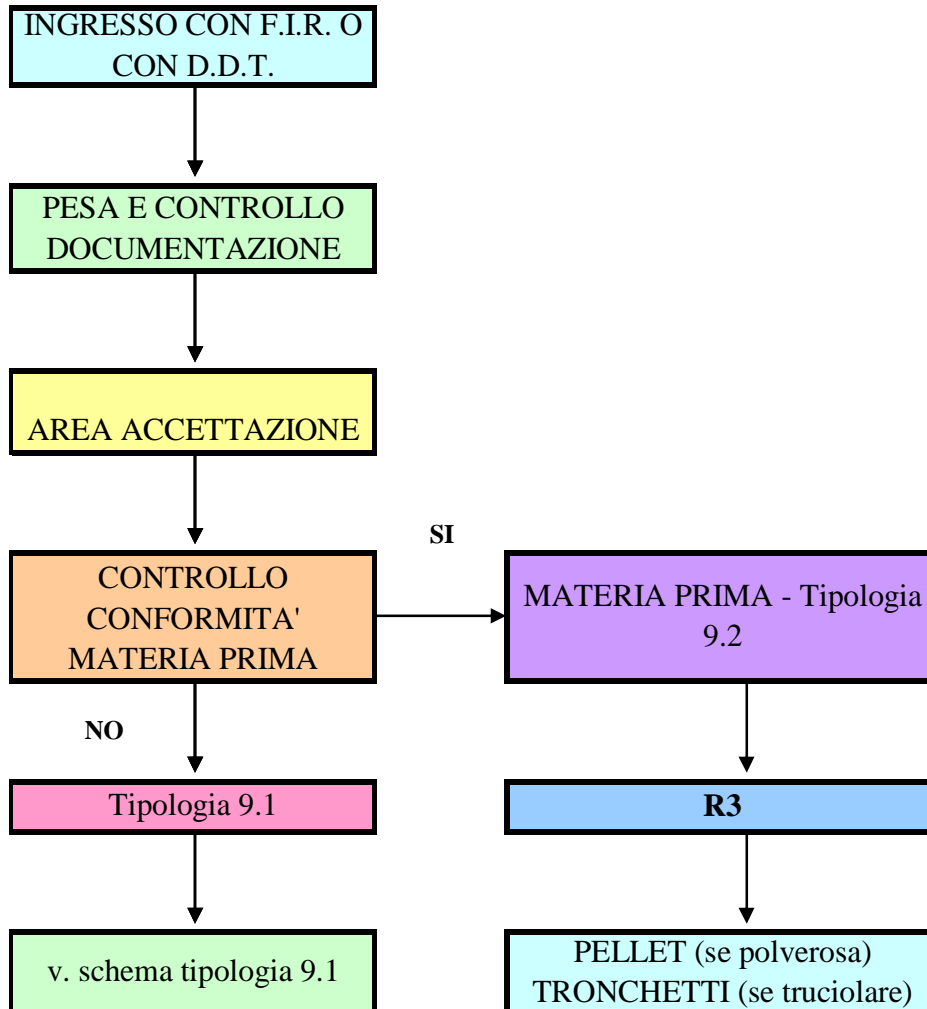 INGRESSO CON F.I.R. O
CON D.D.T.
PESA E CONTROLLO
DOCUMENTAZIONE
AREA ACCETTAZIONE
SI
CONTROLLO
CONFORMITA'
MATERIA PRIMA
MATERIA PRIMA - Tipologia
9.2
NO
Tipologia 9.1
R3
v. schema tipologia 9.1
PELLET (se polverosa)
TRONCHETTI (se truciolare)